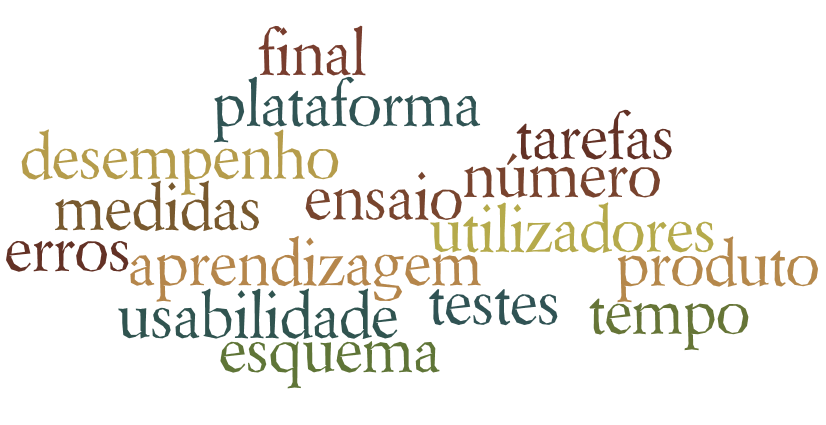 final
plataforma
tarefas
desempenho
número
ensaio
medidas
utilizadores
erros
aprendizagem
produto
usabilidade
testes
tempo
esquema